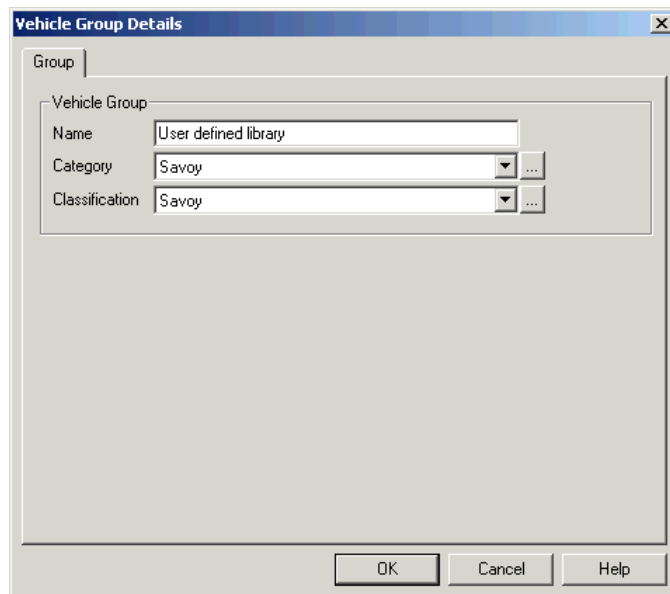 Vehicle Group Details
Group
Vehicle Group
Name User defined library
Category Savoy ...
Classification Savoy ...
OK Cancel Help